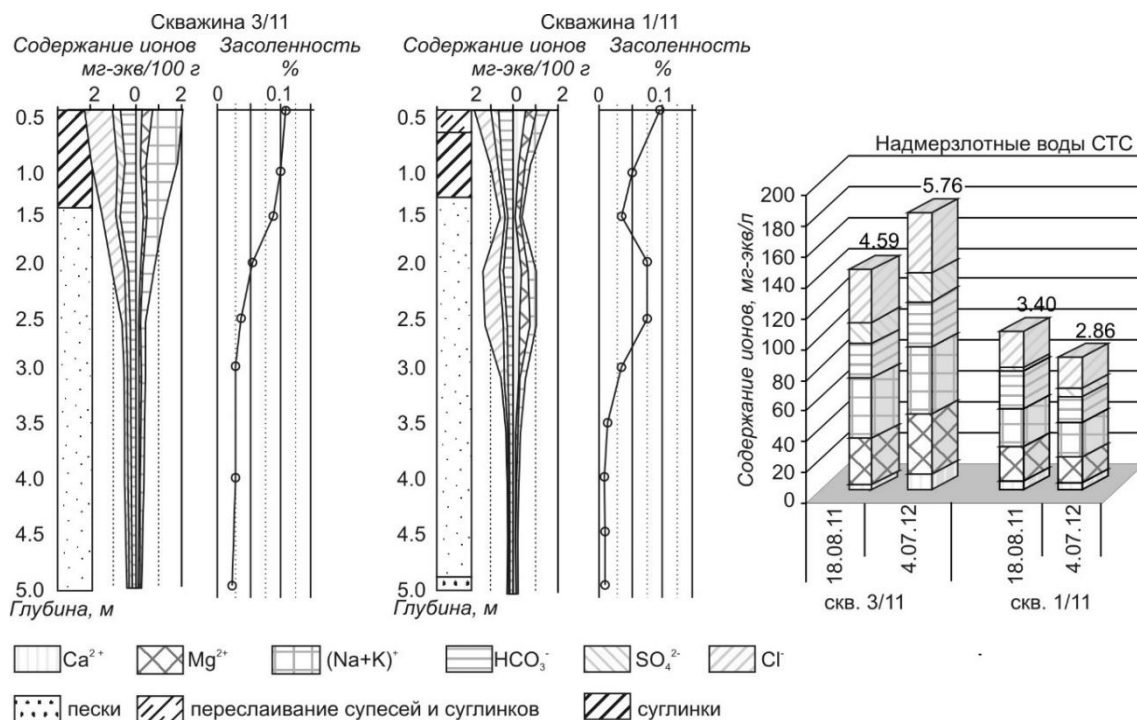 Скважина 3/11
Содержание ионов Засоленность
мг-экв/100 г %
2 0 2 0 0.1
0.5
1.0
1.5
2.0
2.5
3.0
3.5
4.0
4.5
5.0
Глубина, м
Скважина 1/11
Содержание ионов Засоленность
мг-экв/100 г %
2 0 2 0 0.1
0.5
1.0
1.5
2.0
2.5
3.0
3.5
4.0
4.5
5.0
Глубина, м
Надмерзлотные воды СТС
Содержание ионов, мг-экв/л
200
180
160
140
120
100
80
60
40
20
0
4.59
5.76
3.40
2.86
18.08.11
4.07.12
18.08.11
4.07.12
скв. 3/11 скв. 1/11
Ca²⁺ Mg²⁺ (Na+K)⁺ HCO₃⁻ SO₄²⁻ Cl⁻
пески переслаивание супесей и суглинков суглинки